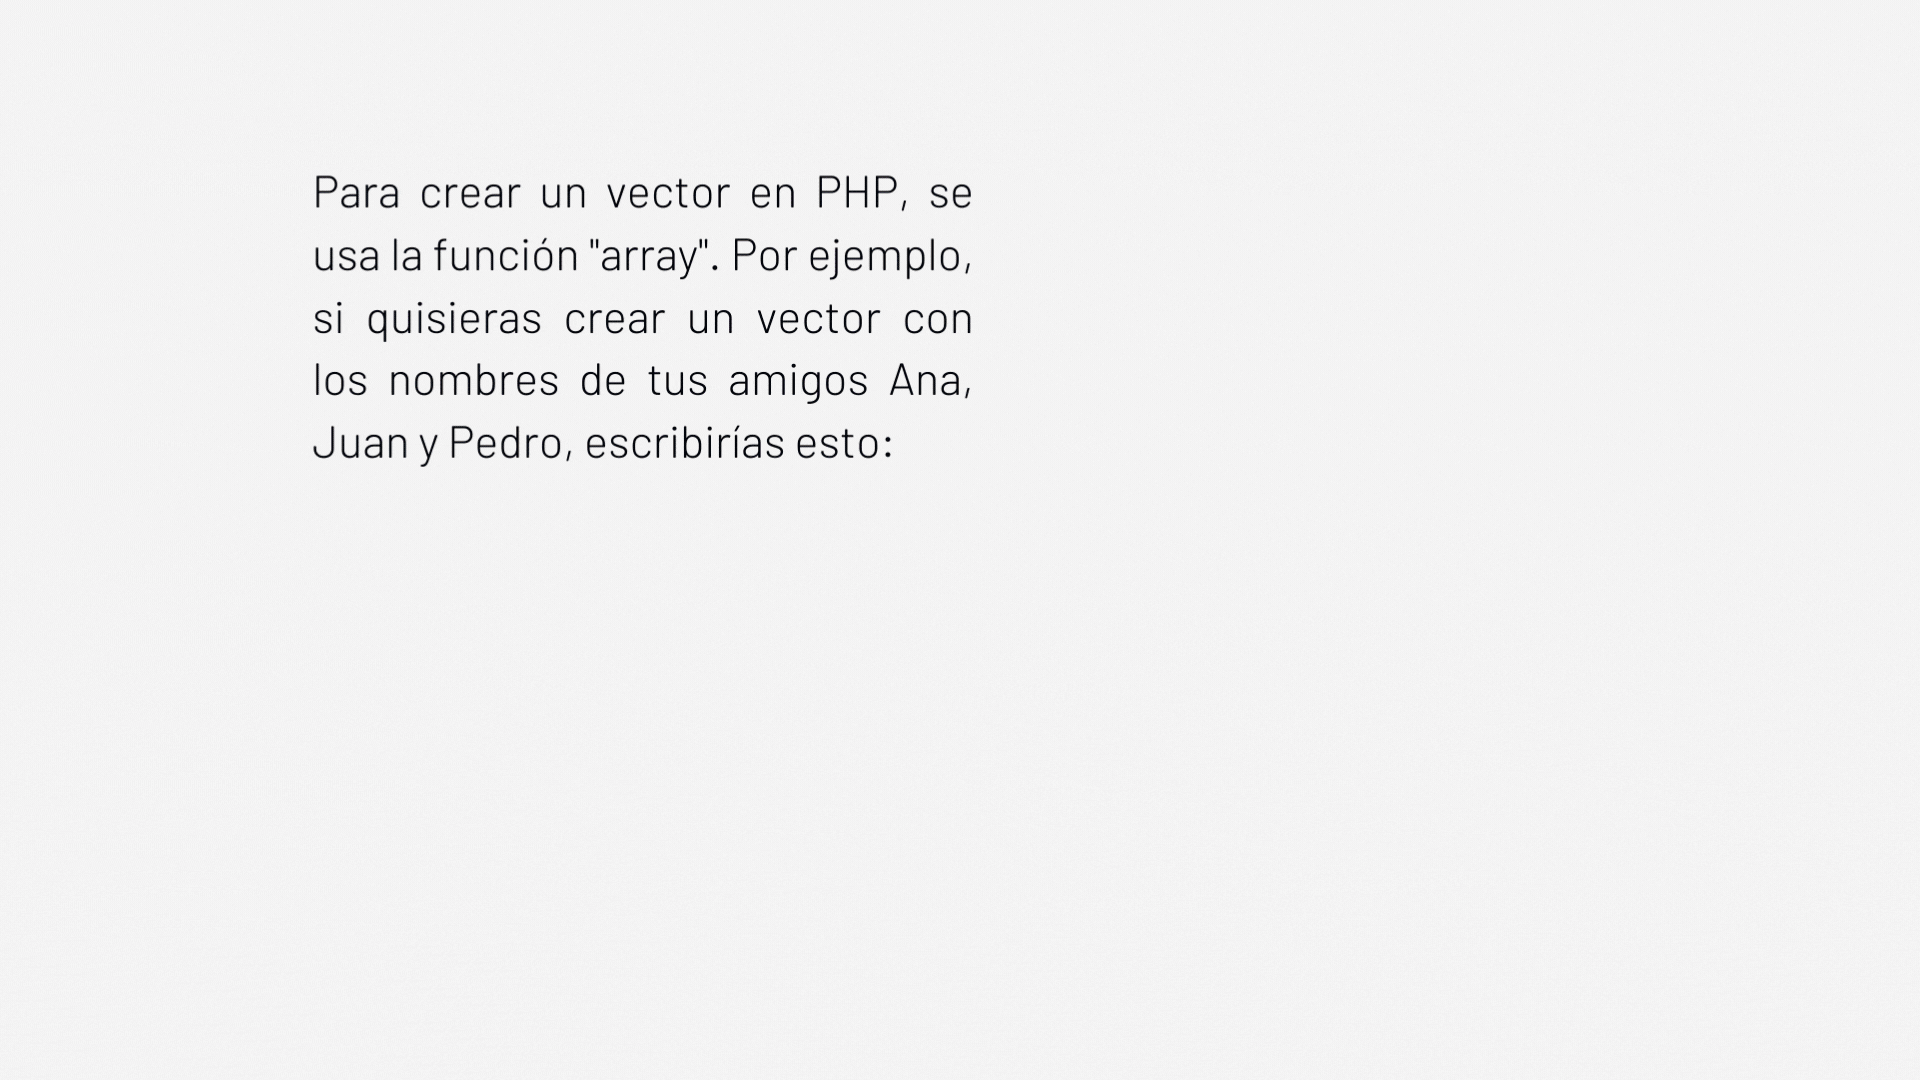 Para crear un vector en PHP, se
usa la función "array". Por ejemplo,
si quisieras crear un vector con
los nombres de tus amigos Ana,
Juan y Pedro, escribirías esto: